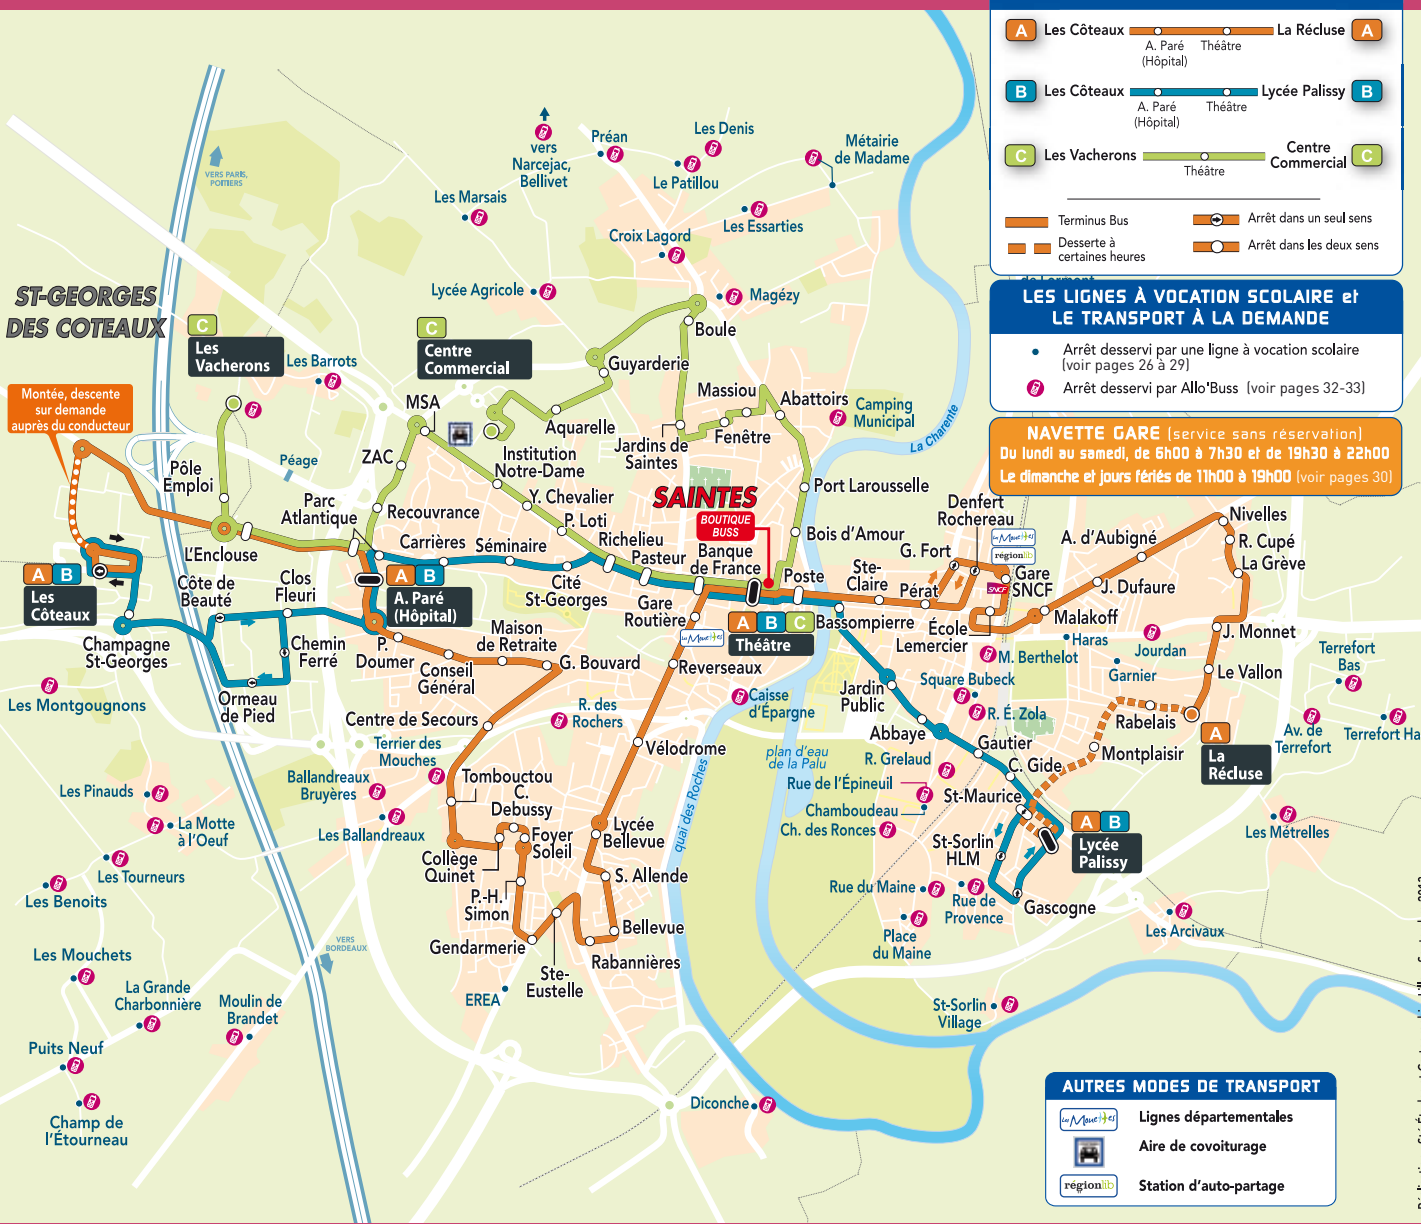 A Les Côteaux La Récluse A
A. Paré Théâtre
(Hôpital)
B Les Côteaux Lycée Palissy B
A. Paré Théâtre
(Hôpital)
C Les Vacherons Centre
Commercial C
Théâtre
Terminus Bus
Arrêt dans un seul sens
Desserte à
certaines heures
Arrêt dans les deux sens
LES LIGNES À VOCATION SCOLAIRE et
LE TRANSPORT À LA DEMANDE
Arrêt desservi par une ligne à vocation scolaire
(voir pages 26 à 29)
Arrêt desservi par Allo'Buss (voir pages 32-33)
NAVETTE GARE (service sans réservation)
Du lundi au samedi, de 6h00 à 7h30 et de 19h30 à 22h00
Le dimanche et jours fériés de 11h00 à 19h00 (voir pages 30)
VERS PARIS,
POITIERS
vers
Narcejac,
Bellivet
Préan
Les Denis
Le Patillou
Métairie
de Madame
Les Marsais
Les Essarties
Croix Lagord
Lycée Agricole
Magézy
ST-GEORGES
DES COTEAUX
C
Les
Vacherons
Les Barrots
C
Centre
Commercial
Boule
Guyarderie
Montée, descente
sur demande
auprès du conducteur
MSA
Massiou
Abattoirs
Camping
Municipal
La Charente
Aquarelle
Fenêtre
Jardins de
Saintes
Institution
Notre-Dame
ZAC
Péage
Pôle
Emploi
Parc
Atlantique
Recouvrance
Y. Chevalier
P. Loti
Richelieu
Pasteur
SAINTES
BOUTIQUE
BUSS
Port Larousselle
Bois d'Amour
Denfert
Rochereau
G. Fort
Les Mouettes
régionlib
SNCF
Gare
SNCF
A. d'Aubigné
Nivelles
R. Cupé
La Grève
J. Dufaure
L'Enclouse
Carrières
Séminaire
Banque
de France
Poste
Ste-
Claire
Pérat
Malakoff
J. Monnet
A B
Les
Côteaux
Côte de
Beauté
Clos
Fleuri
A B
A. Paré
(Hôpital)
Cité
St-Georges
Gare
Routière
Les Mouettes
A B C
Théâtre
Bassompierre
École
Lemercier
Haras
M. Berthelot
Jourdan
Garnier
Terrefort
Bas
Champagne
St-Georges
Chemin
Ferré
P.
Doumer
Maison
de Retraite
Conseil
Général
G. Bouvard
Reverseaux
Le Vallon
Square Bubeck
Ormeau
de Pied
Les Montgougnons
Centre de Secours
R. des
Rochers
Caisse
d'Épargne
Jardin
Public
R. É. Zola
Rabelais
Av. de
Terrefort
Terrefort Ha
Terrier des
Mouches
Vélodrome
Abbaye
Gautier
Montplaisir
A
La
Récluse
plan d'eau
de la Palu
quai des Roches
R. Grelaud
C. Gide
Ballandreaux
Bruyères
Tombouctou
C.
Debussy
Rue de l'Épineuil
St-Maurice
Les Pinauds
La Motte
à l'Oeuf
Les Ballandreaux
Foyer
Soleil
Lycée
Bellevue
Chamboudeau
Ch. des Ronces
A B
Lycée
Palissy
Les Métrelles
St-Sorlin
HLM
Collège
Quinet
Les Tourneurs
S. Allende
Les Benoits
P.-H.
Simon
Rue du Maine
Rue de
Provence
Gascogne
Bellevue
Les Arcivaux
Gendarmerie
VERS
BORDEAUX
Place
du Maine
Rabannières
Ste-
Eustelle
Les Mouchets
La Grande
Charbonnière
Moulin de
Brandet
EREA
St-Sorlin
Village
Puits Neuf
Champ de
l'Étourneau
Diconche
AUTRES MODES DE TRANSPORT
Les Mouettes Lignes départementales
Aire de covoiturage
régionlib Station d'auto-partage